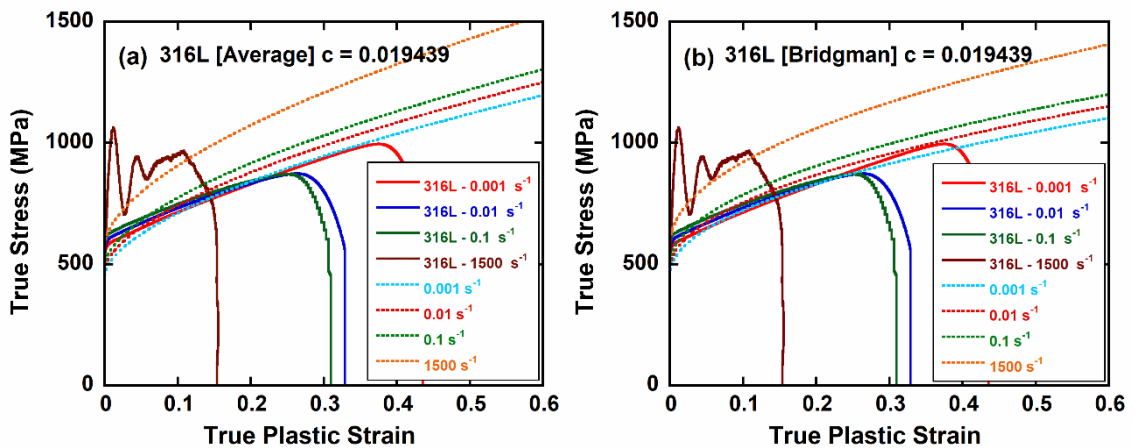 (a) 316L [Average] c = 0.019439
True Stress (MPa)
1500
1000
500
0
316L - 0.001 s⁻¹
316L - 0.01 s⁻¹
316L - 0.1 s⁻¹
316L - 1500 s⁻¹
0.001 s⁻¹
0.01 s⁻¹
0.1 s⁻¹
1500 s⁻¹
0 0.1 0.2 0.3 0.4 0.5 0.6
True Plastic Strain
(b) 316L [Bridgman] c = 0.019439
True Stress (MPa)
1500
1000
500
0
316L - 0.001 s⁻¹
316L - 0.01 s⁻¹
316L - 0.1 s⁻¹
316L - 1500 s⁻¹
0.001 s⁻¹
0.01 s⁻¹
0.1 s⁻¹
1500 s⁻¹
0 0.1 0.2 0.3 0.4 0.5 0.6
True Plastic Strain